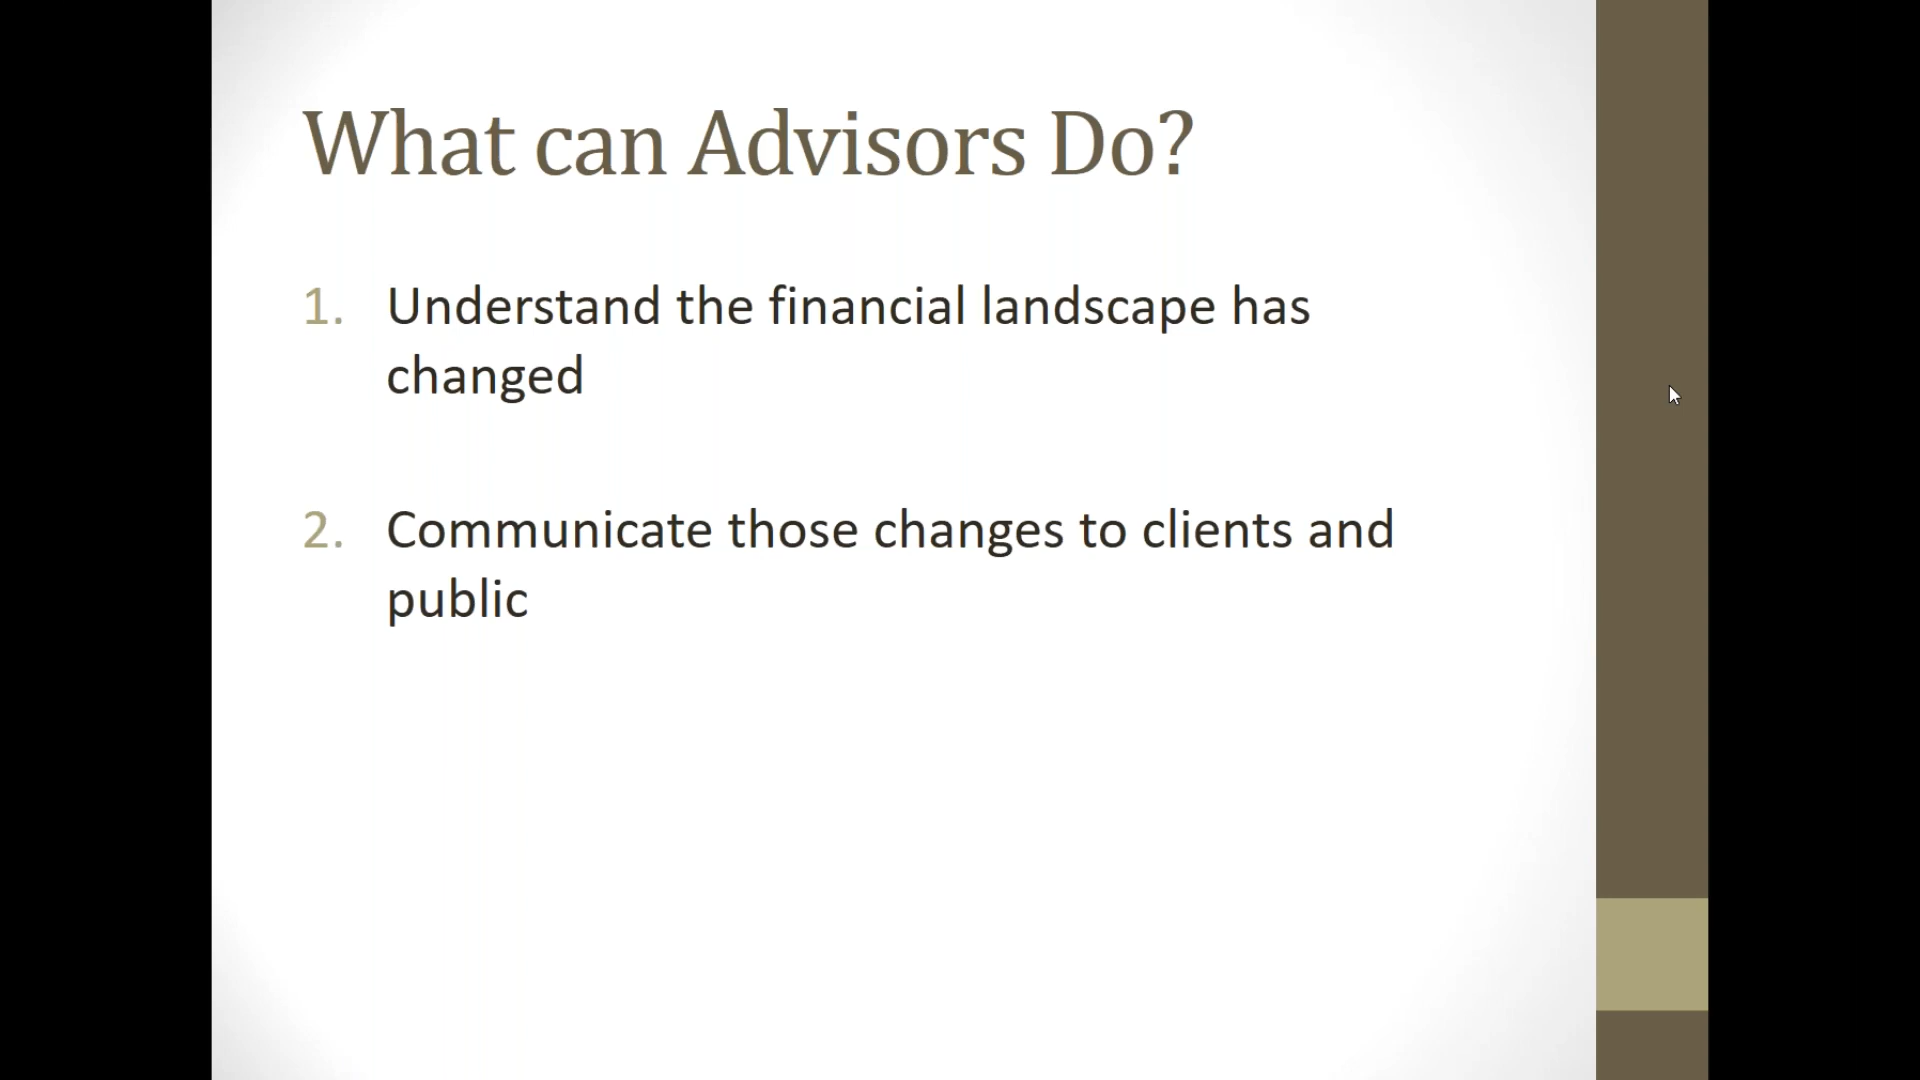 What can Advisors Do?
1. Understand the financial landscape has
changed
2. Communicate those changes to clients and
public